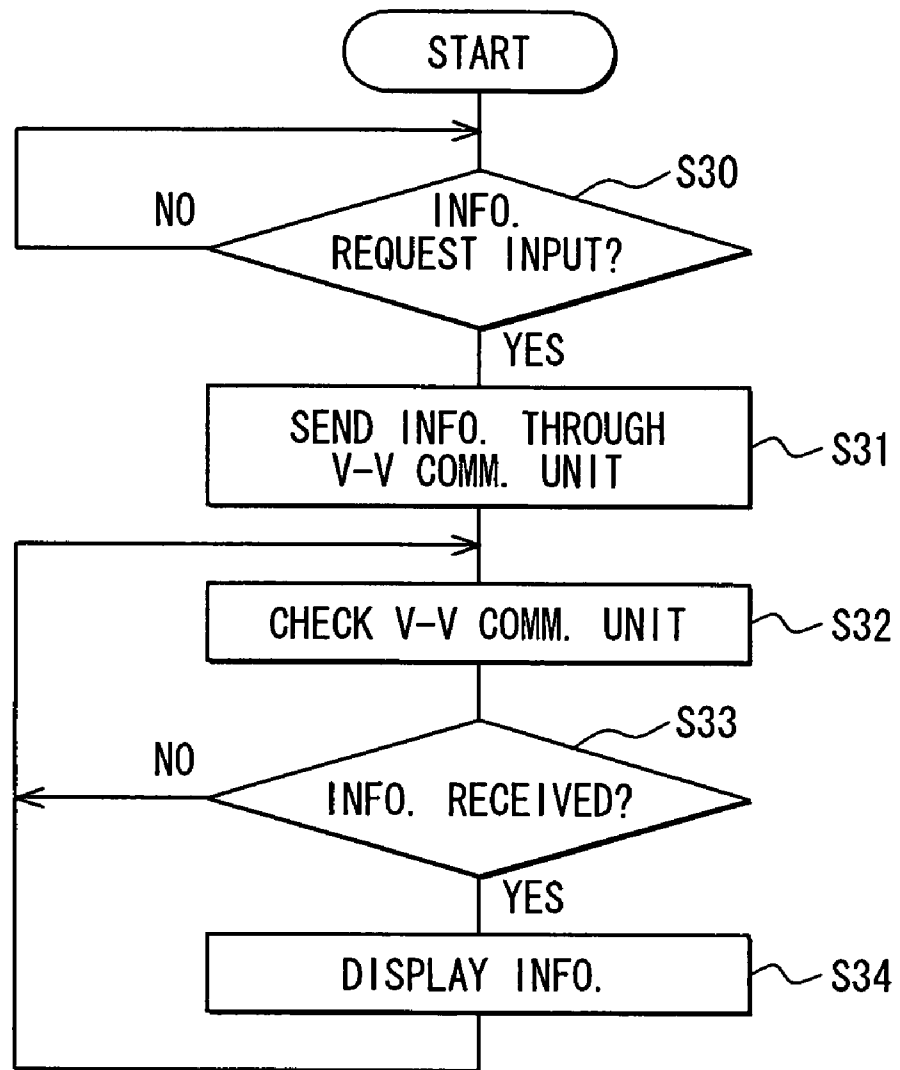 START
S30
NO
INFO.
REQUEST INPUT?
YES
SEND INFO. THROUGH
V-V COMM. UNIT
S31
CHECK V-V COMM. UNIT
S32
S33
NO
INFO. RECEIVED?
YES
DISPLAY INFO.
S34